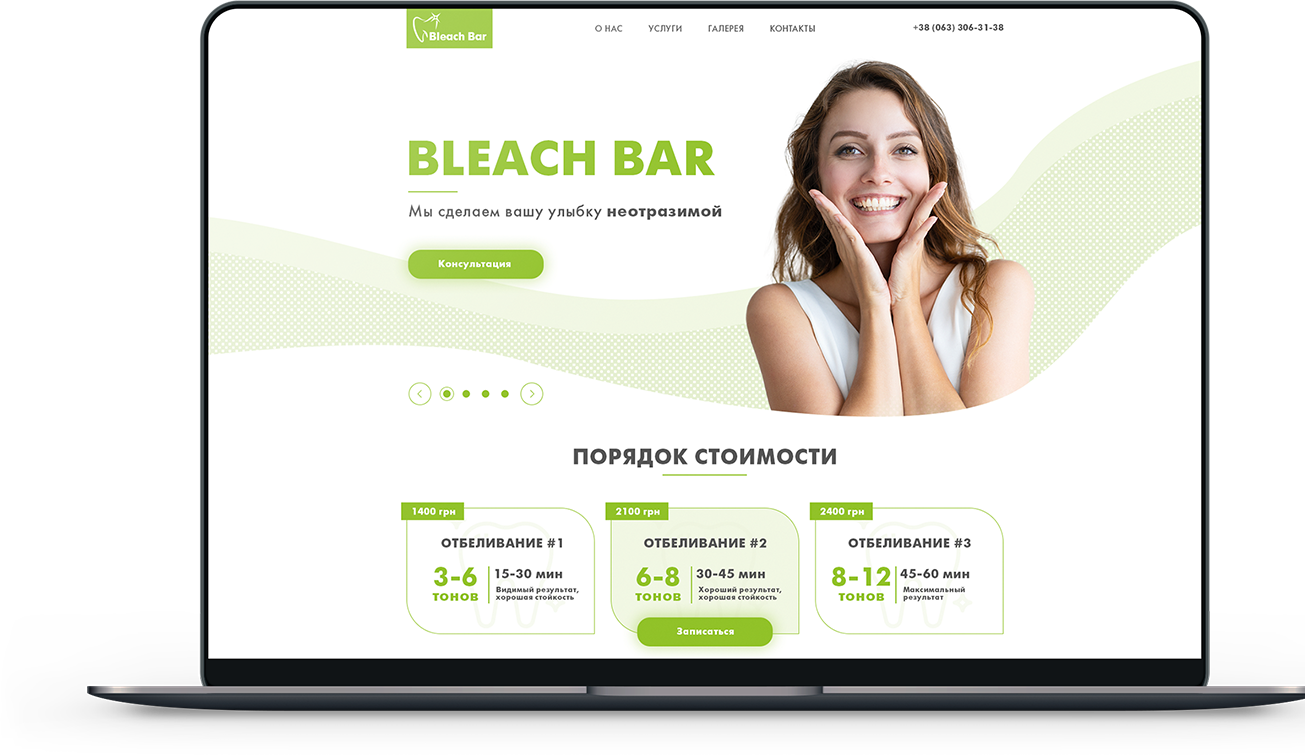 Bleach Bar
О НАС
УСЛУГИ
ГАЛЕРЕЯ
КОНТАКТЫ
+38 (063) 306-31-38
BLEACH BAR
Мы сделаем вашу улыбку неотразимой
Консультация
ПОРЯДОК СТОИМОСТИ
1400 грн
ОТБЕЛИВАНИЕ #1
3-6
тонов
15-30 мин
Видимый результат,
хорошая стойкость
2100 грн
ОТБЕЛИВАНИЕ #2
6-8
тонов
30-45 мин
Хороший результат,
хорошая стойкость
Записаться
2400 грн
ОТБЕЛИВАНИЕ #3
8-12
тонов
45-60 мин
Максимальный
результат